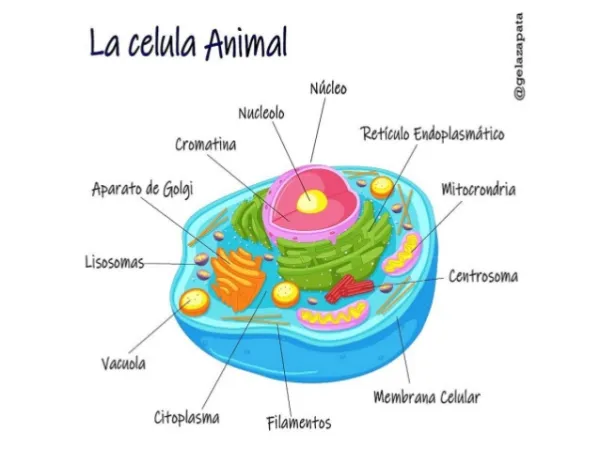 La celula Animal
@gelazapata
Núcleo
Nucleolo
Cromatina
Retículo Endoplasmático
Aparato de Golgi
Mitocrondria
Lisosomas
Centrosoma
Vacuola
Membrana Celular
Citoplasma
Filamentos